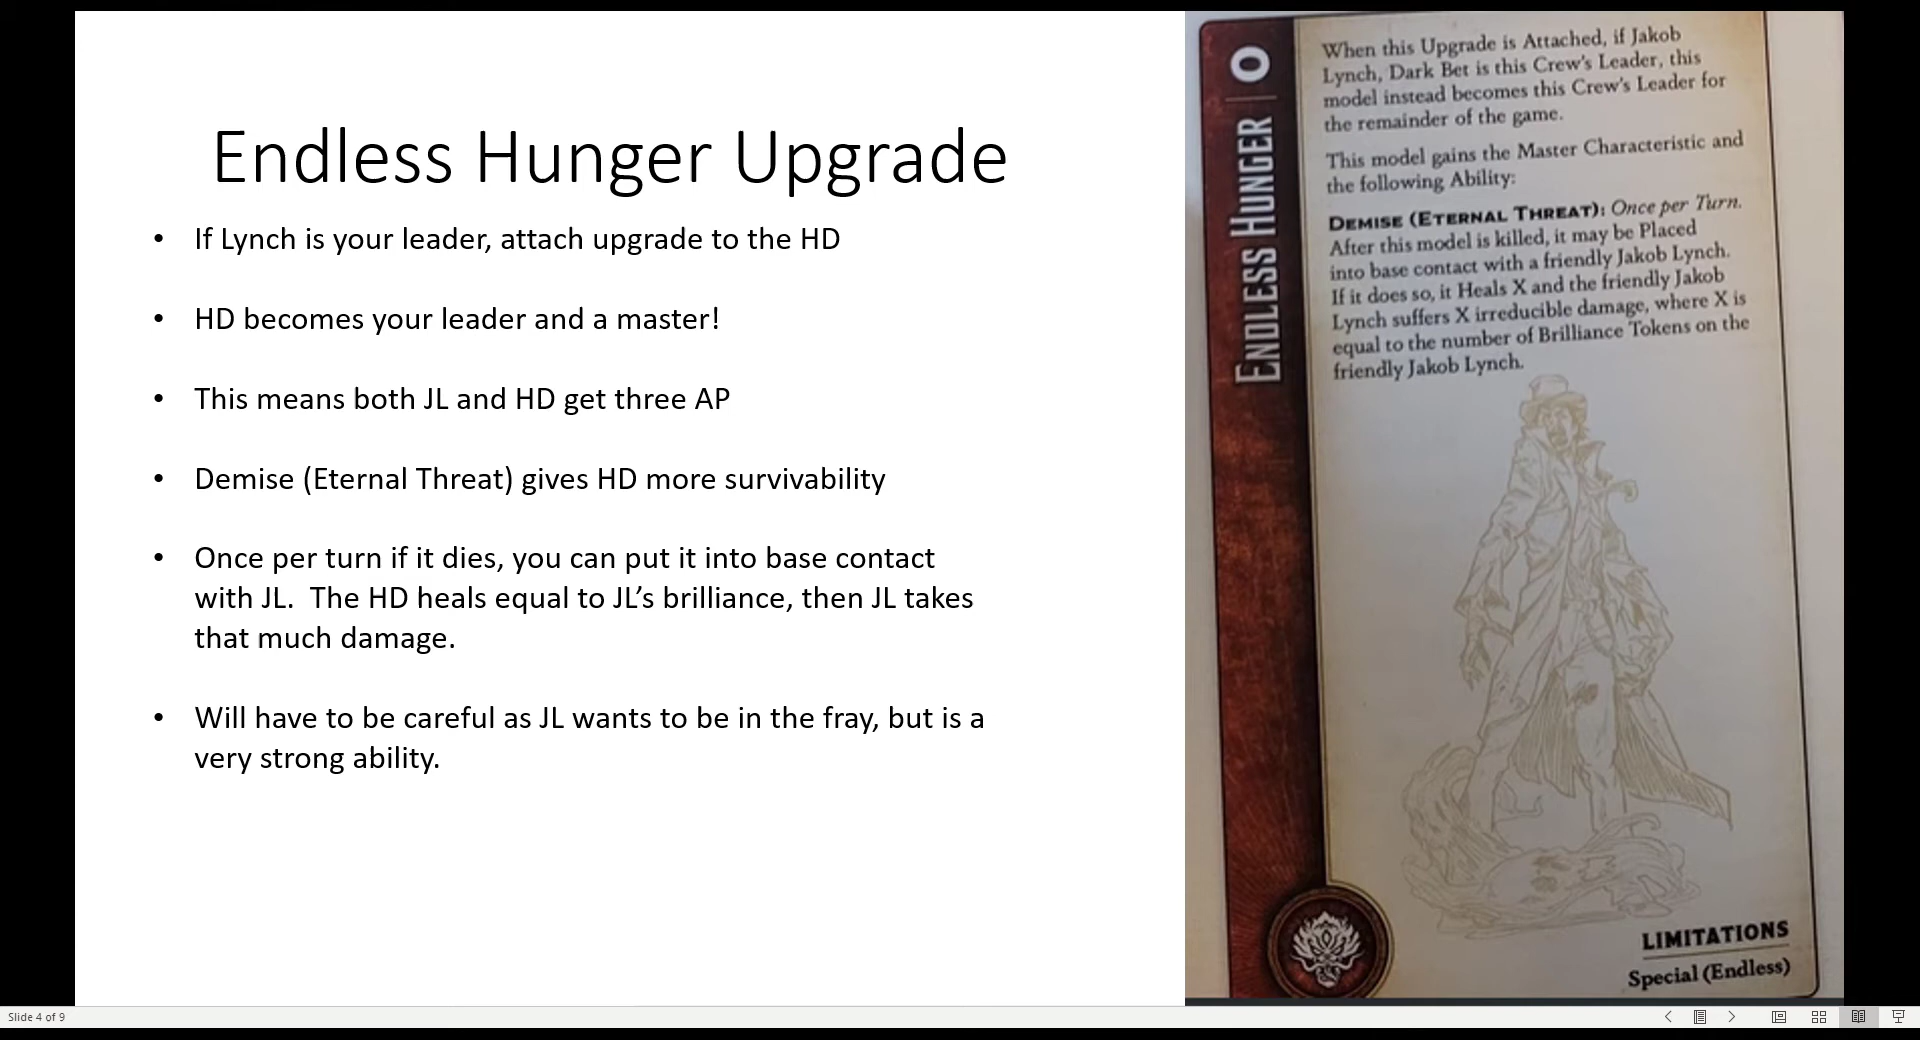 Endless Hunger Upgrade
• If Lynch is your leader, attach upgrade to the HD
• HD becomes your leader and a master!
• This means both JL and HD get three AP
• Demise (Eternal Threat) gives HD more survivability
• Once per turn if it dies, you can put it into base contact
with JL.  The HD heals equal to JL’s brilliance, then JL takes
that much damage.
• Will have to be careful as JL wants to be in the fray, but is a
very strong ability.
ENDLESS HUNGER | 0
When this Upgrade is Attached, if Jakob
Lynch, Dark Bet is this Crew's Leader, this
model instead becomes this Crew's Leader for
the remainder of the game.
This model gains the Master Characteristic and
the following Ability:
DEMISE (ETERNAL THREAT): Once per Turn.
After this model is killed, it may be Placed
into base contact with a friendly Jakob Lynch.
If it does so, it Heals X and the friendly Jakob
Lynch suffers X irreducible damage, where X is
equal to the number of Brilliance Tokens on the
friendly Jakob Lynch.
LIMITATIONS
Special (Endless)
Slide 4 of 9